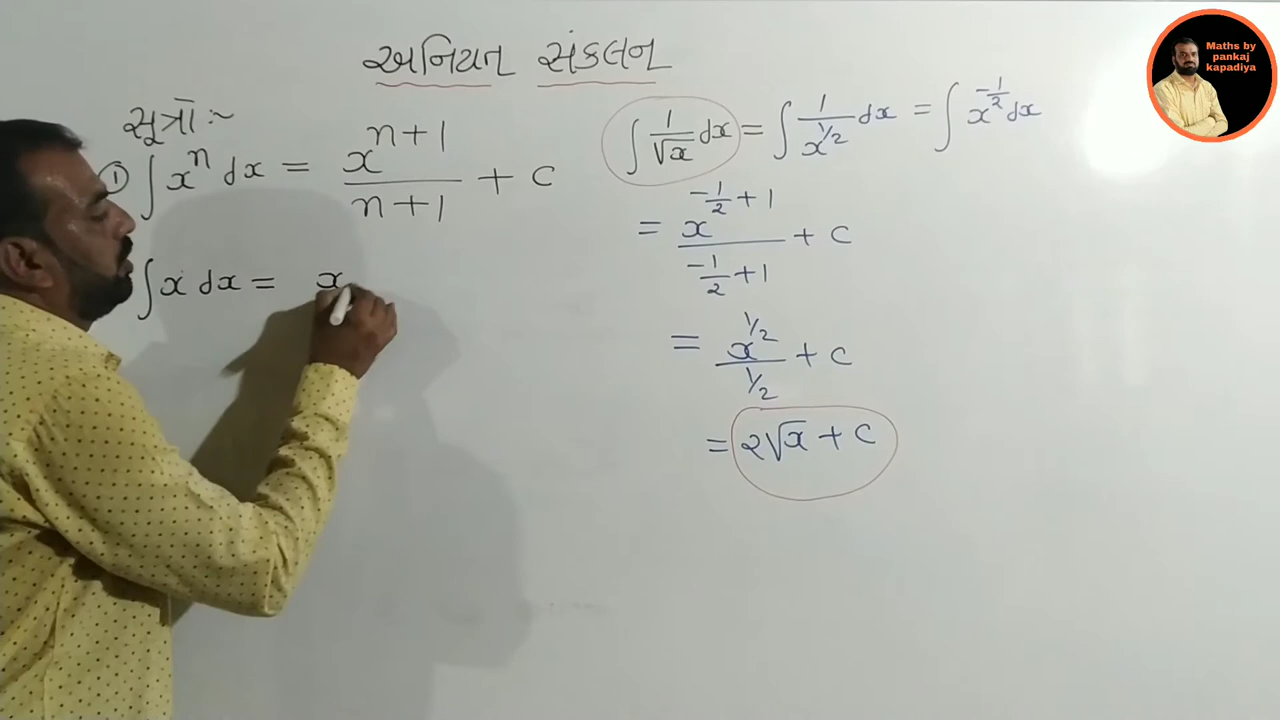 અનિયત સંકલન
સૂત્રો :~
① ∫ xⁿ dx = x^(n+1) / (n+1) + c
∫ x dx = x
∫ 1/√x dx = ∫ 1/x^(1/2) dx = ∫ x^(-1/2) dx
= x^(-1/2 + 1) / (-1/2 + 1) + c
= x^(1/2) / (1/2) + c
= 2√x + c
Maths by
pankaj
kapadiya